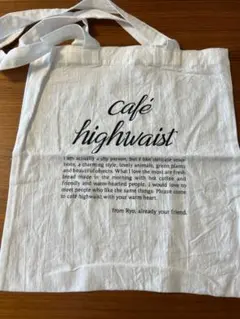 café
highwaist
I am actually a shy person, but I like delicate
lines, a charming style, lovely animals, green plants
and beautiful objects. What I love the most are fresh
bread made in the morning with hot coffee and
friendly and warm-hearted people. I would love to
meet people who like the same things. Please come
to café highwaist with your warm heart.
From Ryo, already your friend.